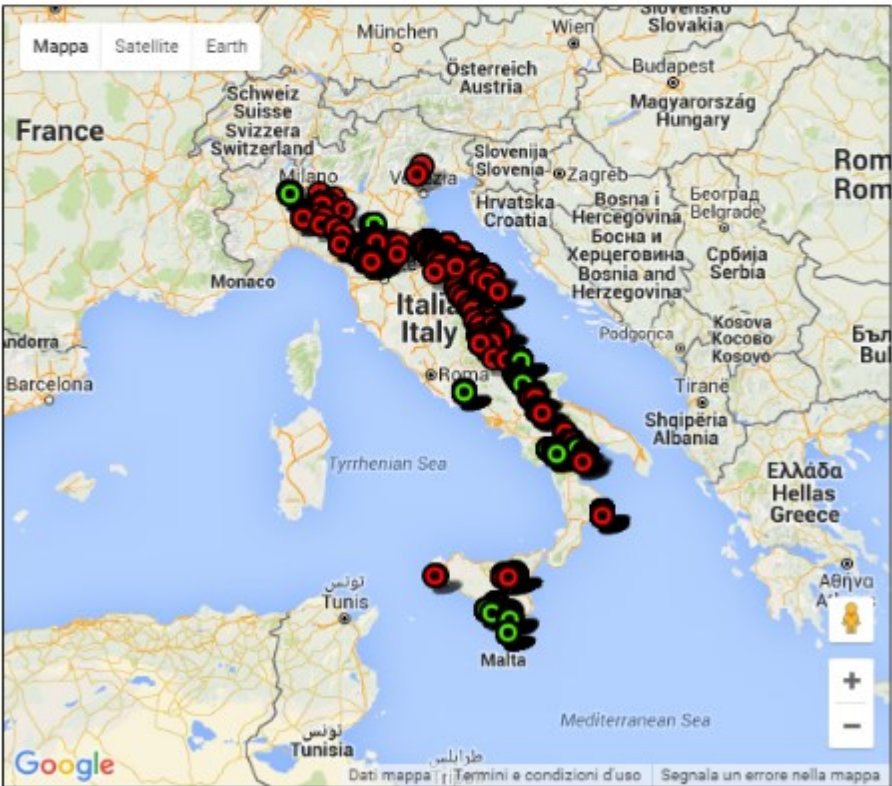 Slovensko
Slovakia
München
Wien
Mappa
Satellite
Earth
Österreich
Austria
Budapest
Magyarország
Hungary
Schweiz
Suisse
Svizzera
Switzerland
France
Slovenija
Slovenia
Zagreb
Rom
Rom
Milano
Hrvatska
Croatia
Bosna i
Hercegovina
Босна и
Херцеговина
Bosnia and
Herzegovina
Београд
Belgrade
Србија
Serbia
Monaco
Italia
Italy
Podgorica
Kosova
Косово
Kosovo
Бъл
Bul
ndorra
Barcelona
Roma
Tiranë
Shqipëria
Albania
Tyrrhenian Sea
Ελλάδα
Hellas
Greece
تونس
Tunis
Αθήνα
Malta
+
−
Mediterranean Sea
تونس
Tunisia
طرابلس
Google
Dati mappa
Termini e condizioni d'uso
Segnala un errore nella mappa